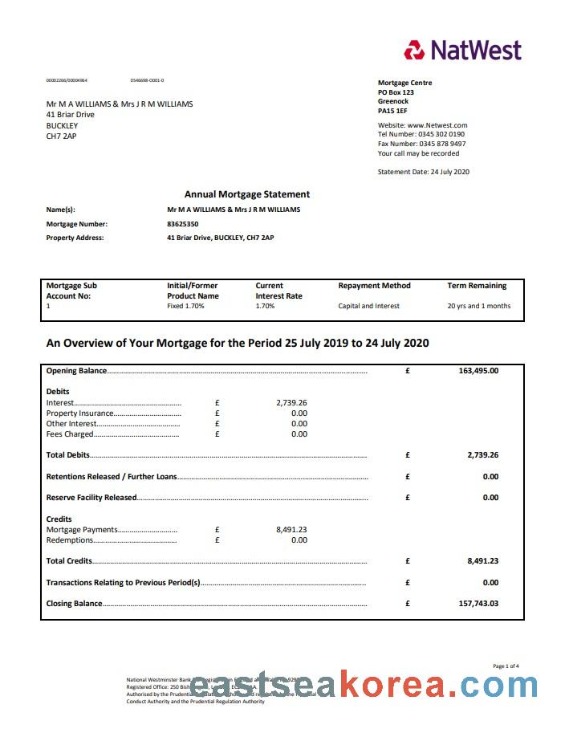 NatWest
Mortgage Centre
PO Box 123
Greenock
PA15 1EF
Website: www.Netwest.com
Tel Number: 0345 302 0190
Fax Number: 0345 878 9497
Your call may be recorded
Statement Date: 24 July 2020
Mr M A WILLIAMS & Mrs J R M WILLIAMS
41 Briar Drive
BUCKLEY
CH7 2AP
Annual Mortgage Statement
Name(s): Mr M A WILLIAMS & Mrs J R M WILLIAMS
Mortgage Number: 83625350
Property Address: 41 Briar Drive, BUCKLEY, CH7 2AP
Mortgage Sub Account No: Initial/Former Product Name Current Interest Rate Repayment Method Term Remaining
1 Fixed 1.70% 1.70% Capital and Interest 20 yrs and 1 months
An Overview of Your Mortgage for the Period 25 July 2019 to 24 July 2020
Opening Balance £ 163,495.00
Debits
Interest £ 2,739.26
Property Insurance £ 0.00
Other Interest £ 0.00
Fees Charged £ 0.00
Total Debits £ 2,739.26
Retentions Released / Further Loans £ 0.00
Reserve Facility Released £ 0.00
Credits
Mortgage Payments £ 8,491.23
Redemptions £ 0.00
Total Credits £ 8,491.23
Transactions Relating to Previous Period(s) £ 0.00
Closing Balance £ 157,743.03
Page 1 of 4
National Westminster Bank
Registered Office: 250
Authorised by the Prudential
Conduct Authority and the Prudential Regulation Authority
eastseakorea.com